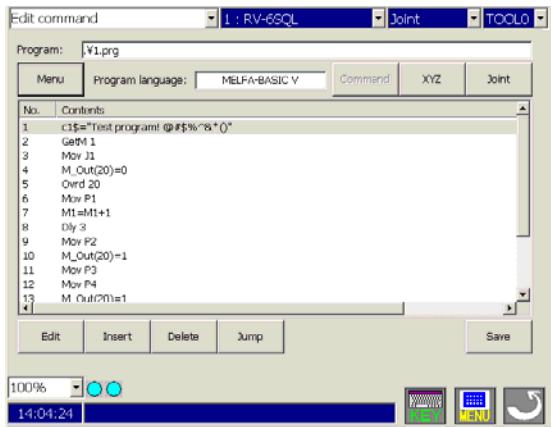 Edit command 1 : RV-6SQL Joint TOOL0
Program: .¥1.prg
Menu Program language: MELFA-BASIC V Command XYZ Joint
No. Contents
1 c1$="Test program! @#$%^&*()"
2 GetM 1
3 Mov J1
4 M_Out(20)=0
5 Ovrd 20
6 Mov P1
7 M1=M1+1
8 Dly 3
9 Mov P2
10 M_Out(20)=1
11 Mov P3
12 Mov P4
13 M_Out(20)=1
Edit Insert Delete Jump Save
100%
14:04:24 KEY MENU